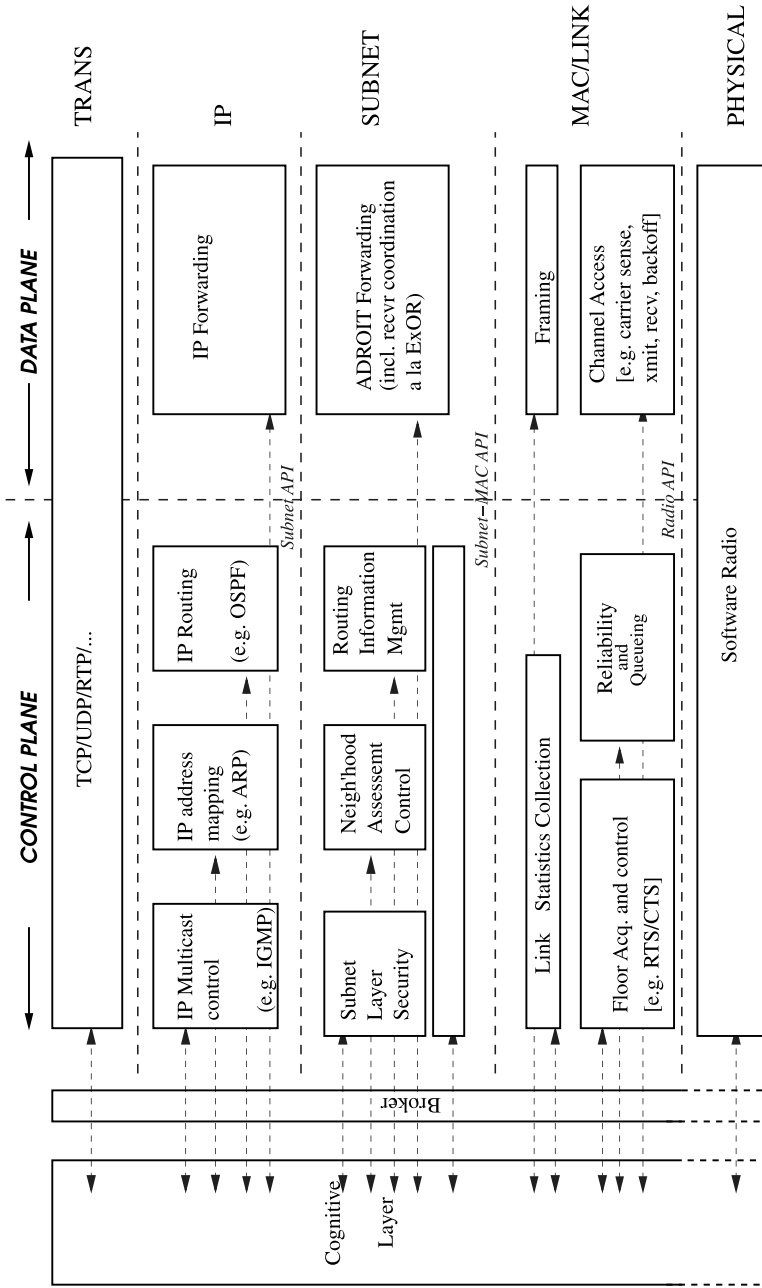 CONTROL PLANE
DATA PLANE
TCP/UDP/RTP/...
TRANS
IP Multicast
control
(e.g. IGMP)
IP address
mapping
(e.g. ARP)
IP Routing
(e.g. OSPF)
IP Forwarding
IP
Subnet API
Subnet
Layer
Security
Neigh'hood
Assessemt
Control
Routing
Information
Mgmt
ADROIT Forwarding
(incl. recvr coordination
a la ExOR)
SUBNET
Subnet–MAC API
Link Statistics Collection
Framing
Floor Acq. and control
[e.g. RTS/CTS]
Reliability
and
Queueing
Channel Access
[e.g. carrier sense,
xmit, recv, backoff]
MAC/LINK
Radio API
Software Radio
PHYSICAL
Broker
Cognitive
Layer